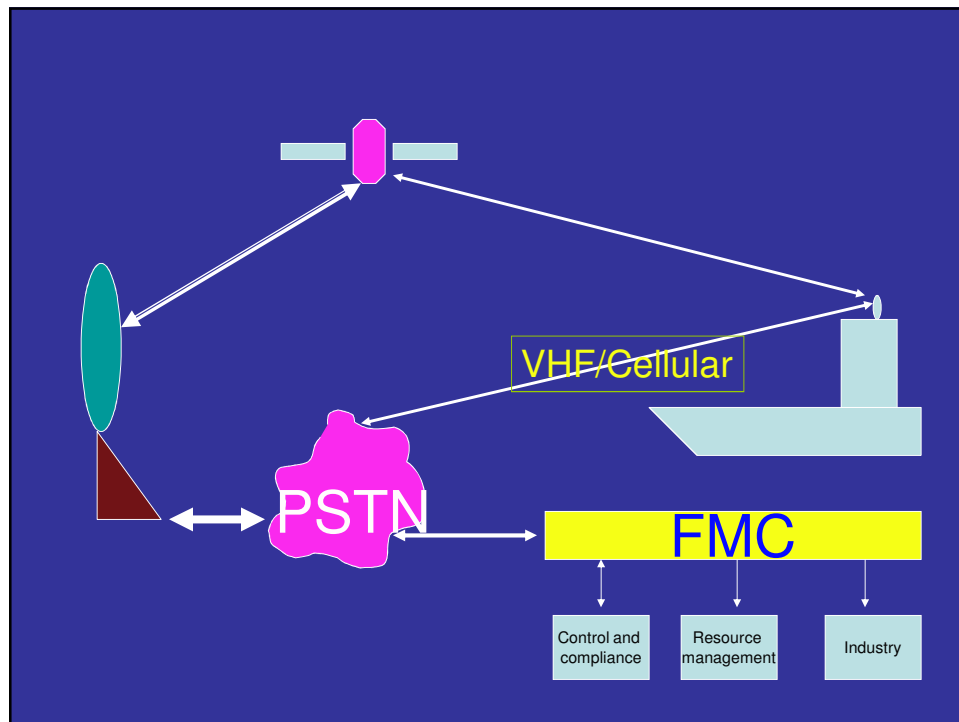 VHF/Cellular
PSTN
FMC
Control and
compliance
Resource
management
Industry